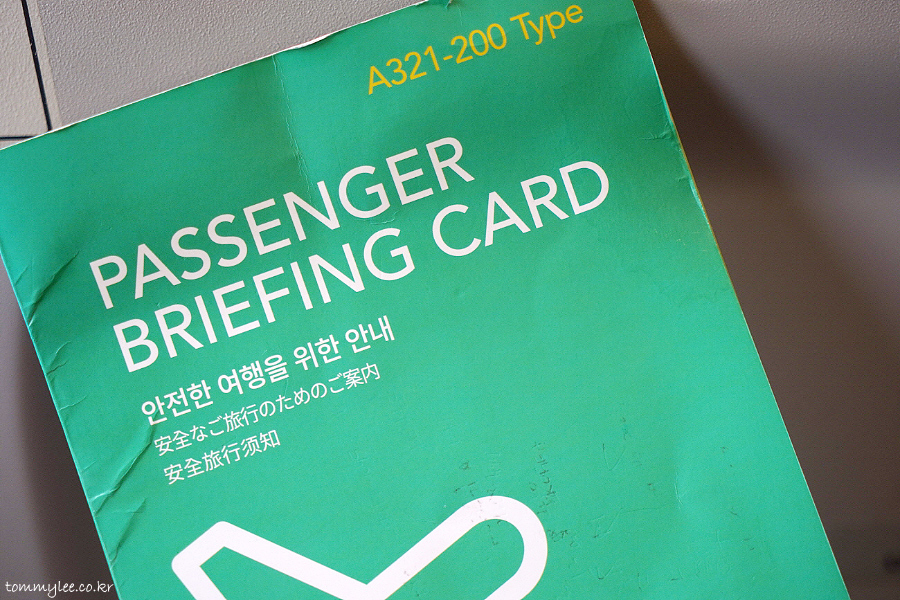 A321-200 Type
PASSENGER
BRIEFING CARD
안전한 여행을 위한 안내
安全なご旅行のためのご案内
安全旅行须知
tommylee.co.kr